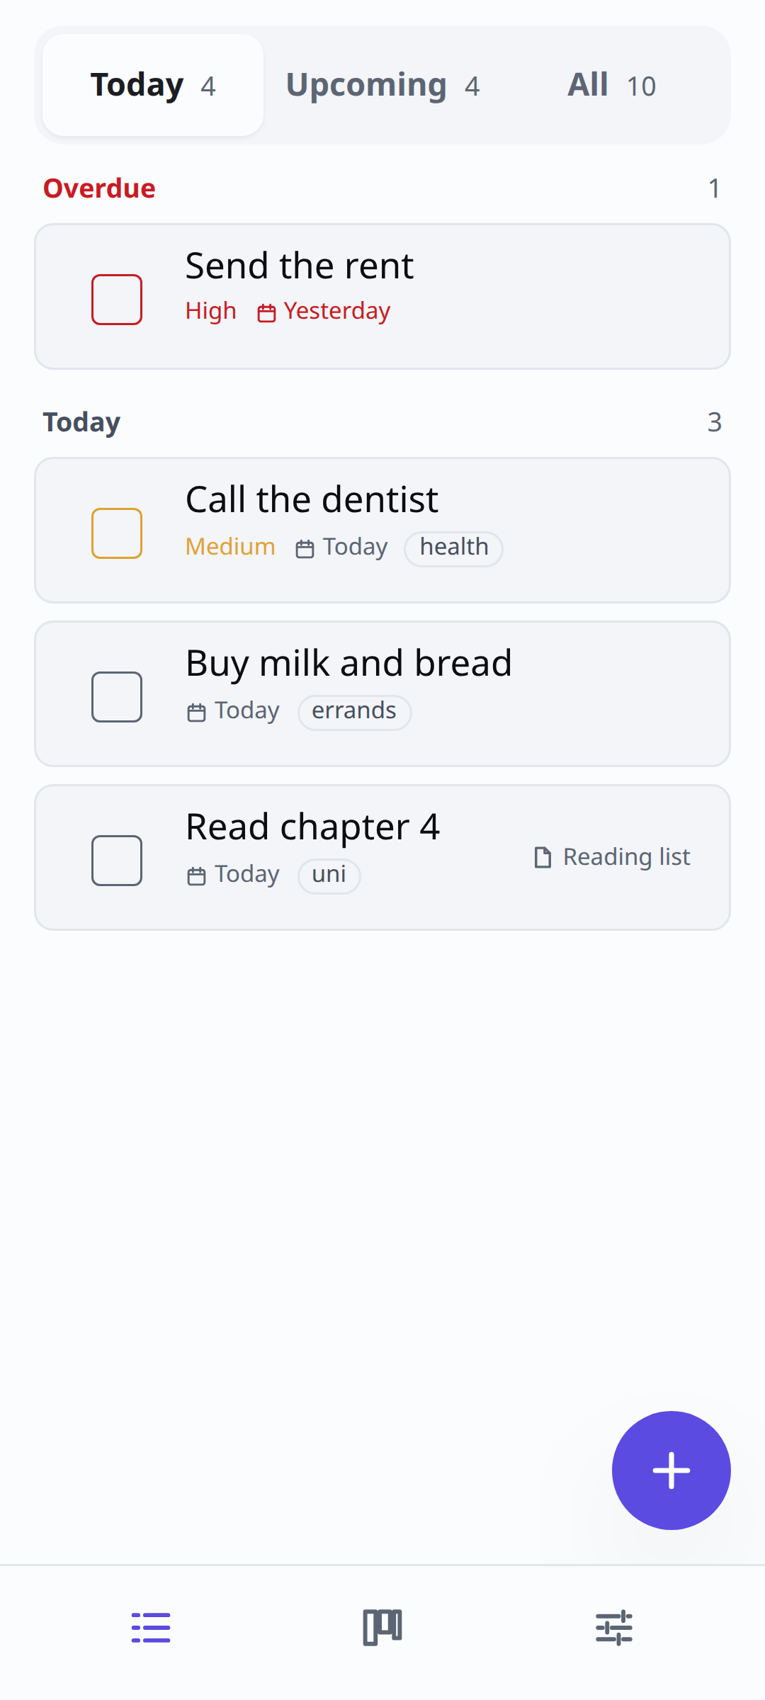 Today 4 Upcoming 4 All 10
Overdue 1
Send the rent
High Yesterday
Today 3
Call the dentist
Medium Today health
Buy milk and bread
Today errands
Read chapter 4
Today uni
Reading list